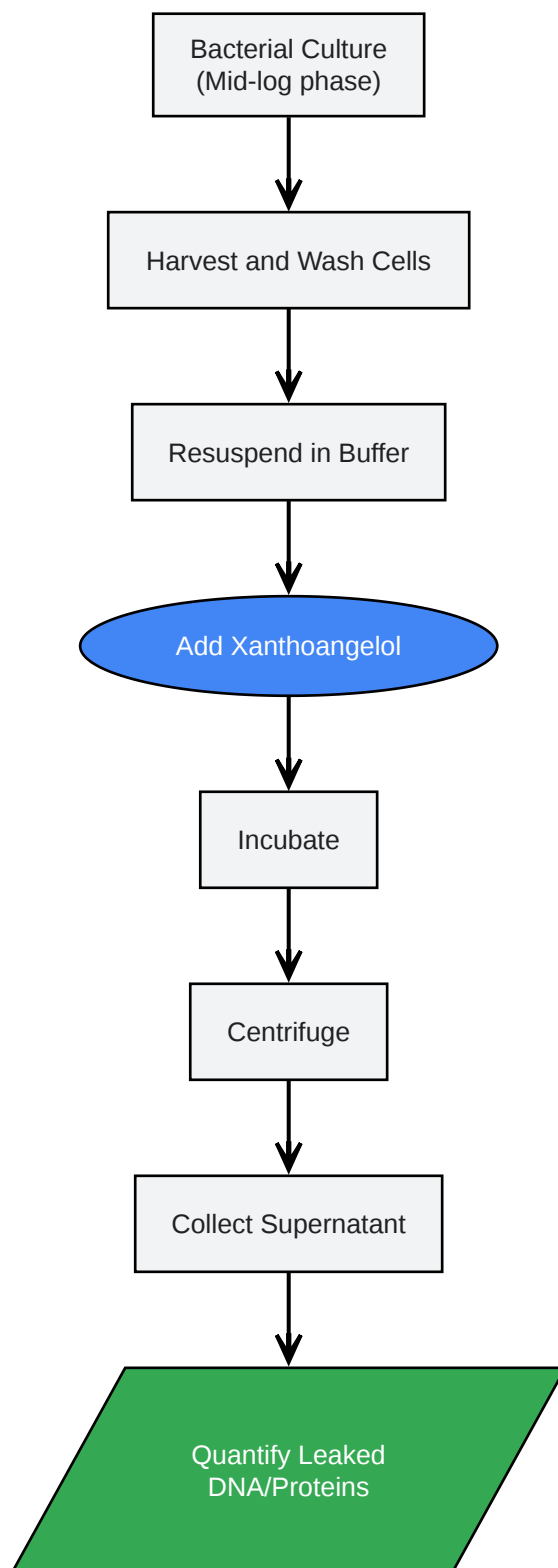 Bacterial Culture
(Mid-log phase)
Harvest and Wash Cells
Resuspend in Buffer
Add Xanthoangelol
Incubate
Centrifuge
Collect Supernatant
Quantify Leaked
DNA/Proteins